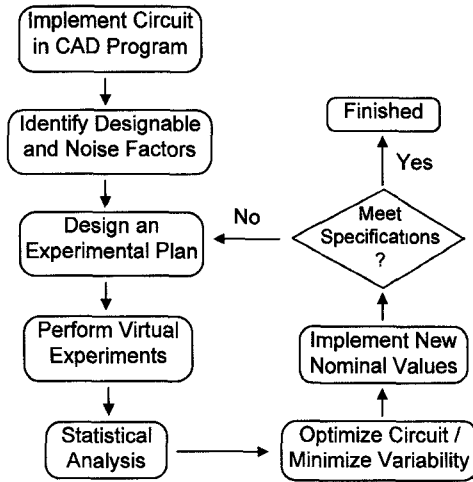 Implement Circuit
in CAD Program
Identify Designable
and Noise Factors
Design an
Experimental Plan
Perform Virtual
Experiments
Statistical
Analysis
Optimize Circuit /
Minimize Variability
Implement New
Nominal Values
Meet
Specifications
?
No
Yes
Finished